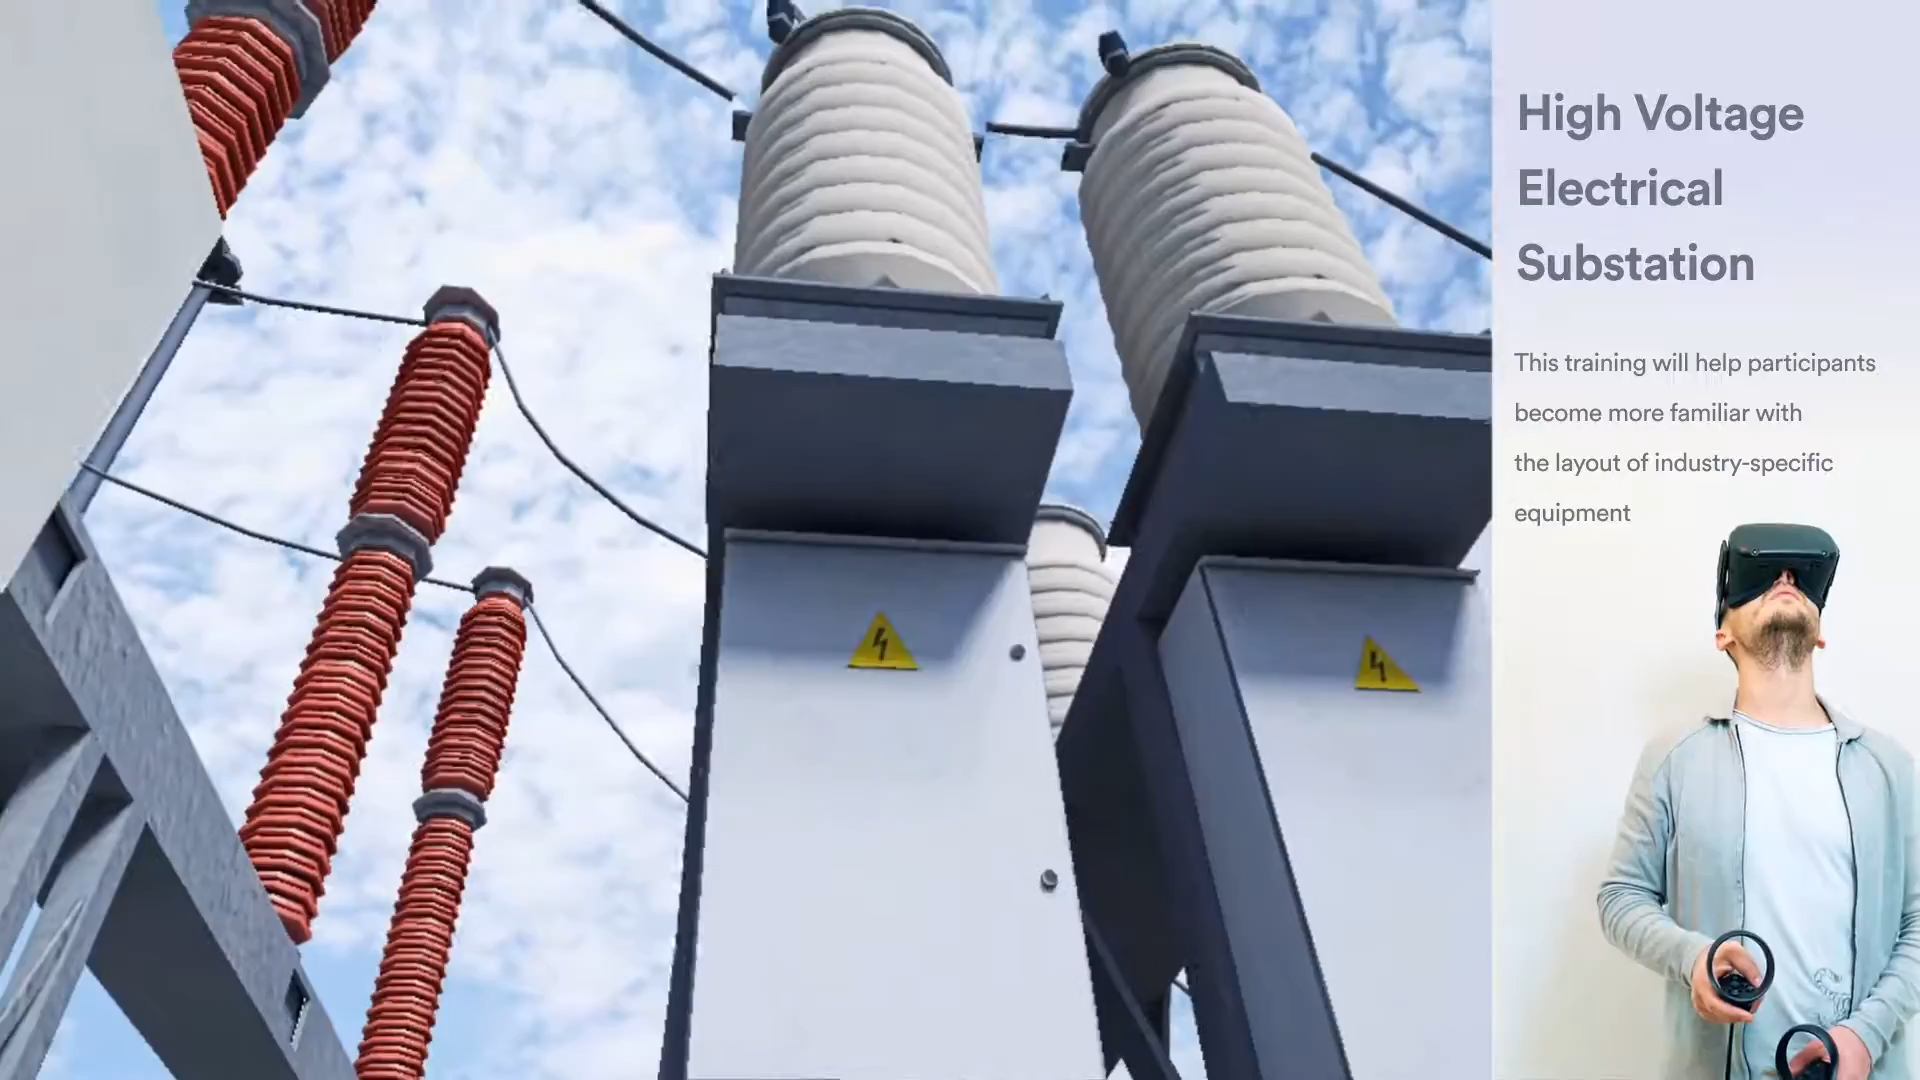 High Voltage
Electrical
Substation
This training will help participants
become more familiar with
the layout of industry-specific
equipment